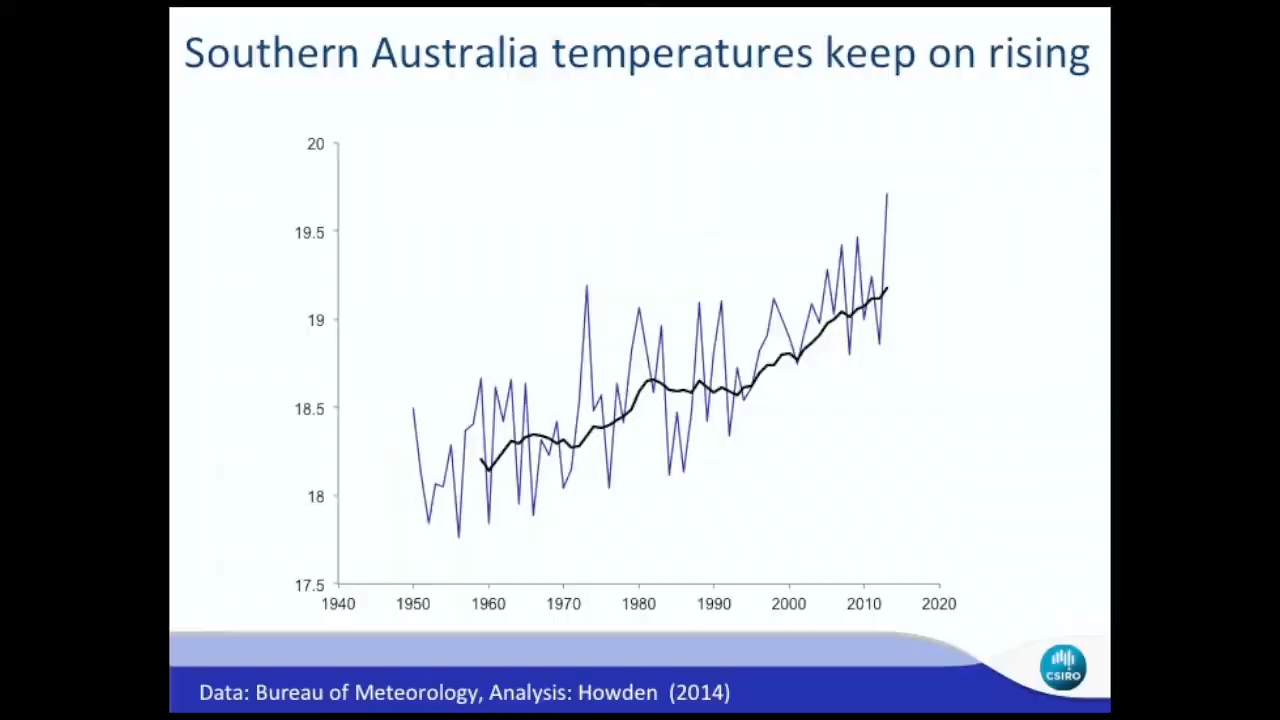 Southern Australia temperatures keep on rising
20
19.5
19
18.5
18
17.5
1940 1950 1960 1970 1980 1990 2000 2010 2020
CSIRO
Data: Bureau of Meteorology, Analysis: Howden (2014)